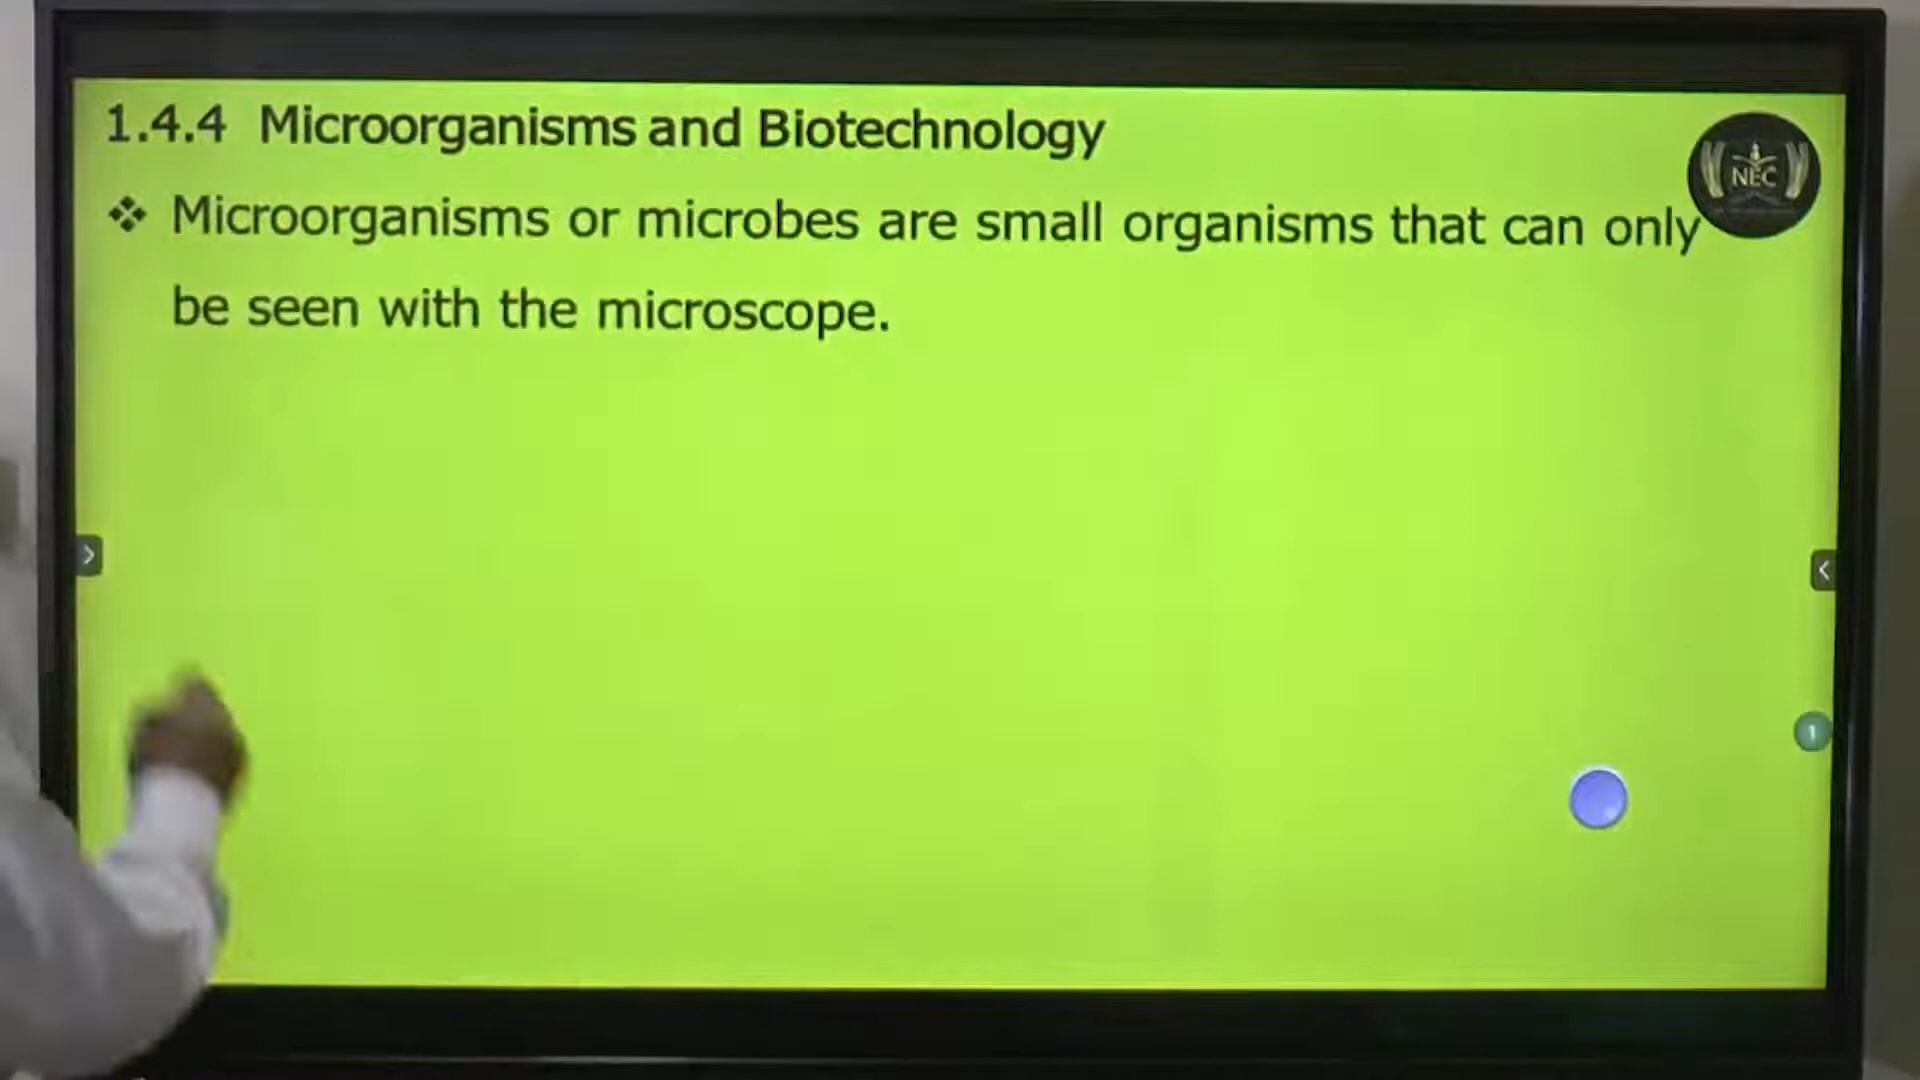 1.4.4 Microorganisms and Biotechnology
NEC
❖ Microorganisms or microbes are small organisms that can only
be seen with the microscope.
1